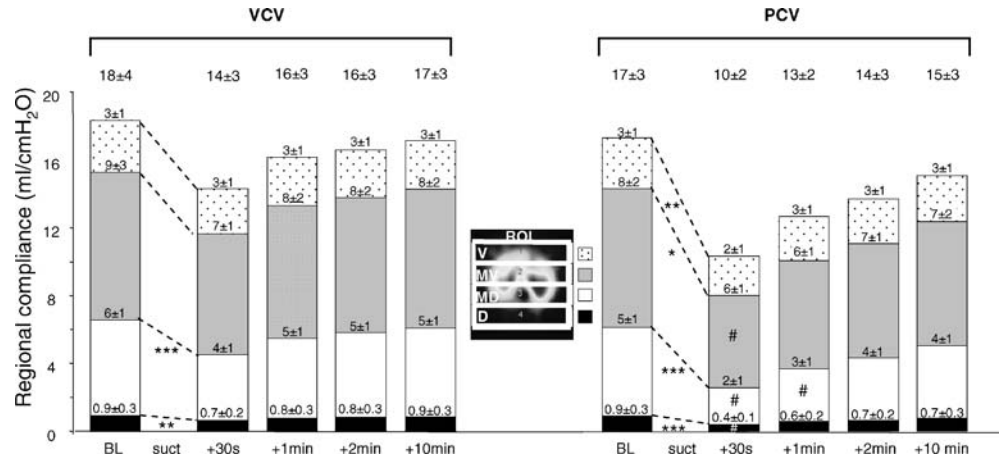 VCV
PCV
18±4 14±3 16±3 16±3 17±3
17±3 10±2 13±2 14±3 15±3
Regional compliance (ml/cmH₂O)
20
16
12
8
4
0
3±1 3±1 3±1 3±1 3±1
9±3 7±1 8±2 8±2 8±2
6±1 4±1 5±1 5±1 5±1
0.9±0.3 0.7±0.2 0.8±0.3 0.8±0.3 0.9±0.3
***
**
ROI
V 1
MV 2
MD 3
D 4
3±1 2±1 3±1 3±1 3±1
8±2 6±1 6±1 7±1 7±2
5±1 2±1 3±1 4±1 4±1
0.9±0.3 0.4±0.1 0.6±0.2 0.7±0.2 0.7±0.3
**
*
***
***
#
# #
#
BL suct +30s +1min +2min +10min
BL suct +30s +1min +2min +10 min